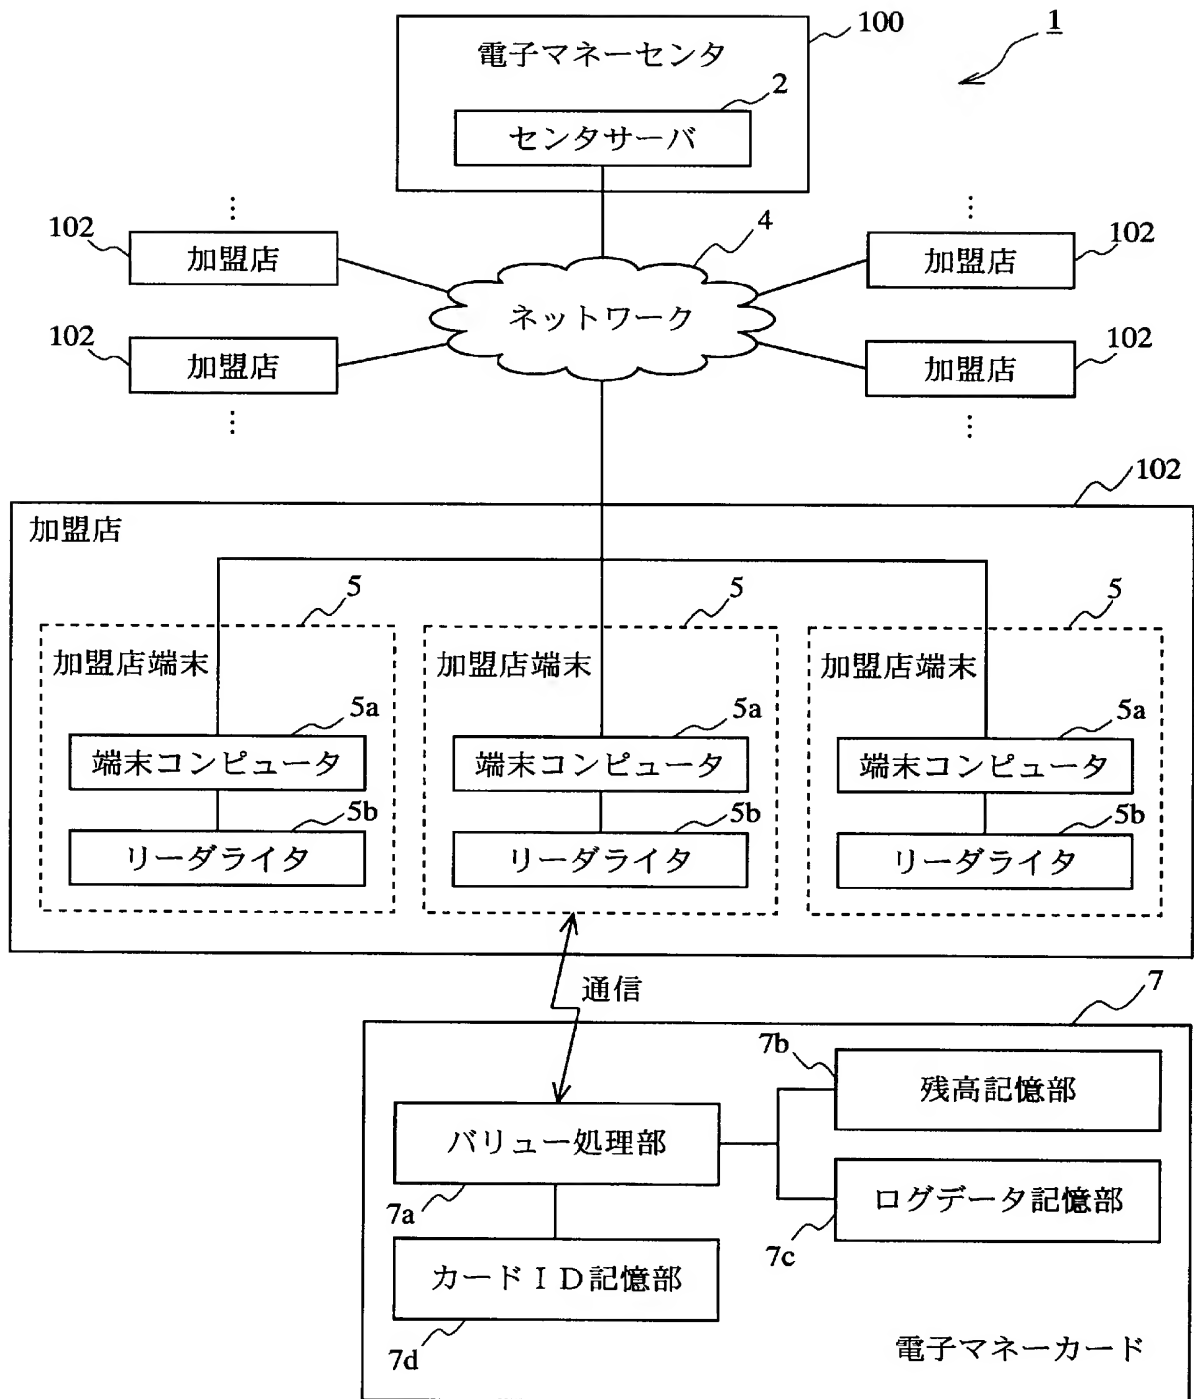 100
1
電子マネーセンタ
2
センタサーバ
⋮
⋮
102
加盟店
4
102
加盟店
ネットワーク
102
加盟店
102
加盟店
⋮
⋮
102
加盟店
5
5
5
加盟店端末
加盟店端末
加盟店端末
5a
5a
5a
端末コンピュータ
端末コンピュータ
端末コンピュータ
5b
5b
5b
リーダライタ
リーダライタ
リーダライタ
通信
7
7b
残高記憶部
バリュー処理部
7a
ログデータ記憶部
7c
カードＩＤ記憶部
7d
電子マネーカード